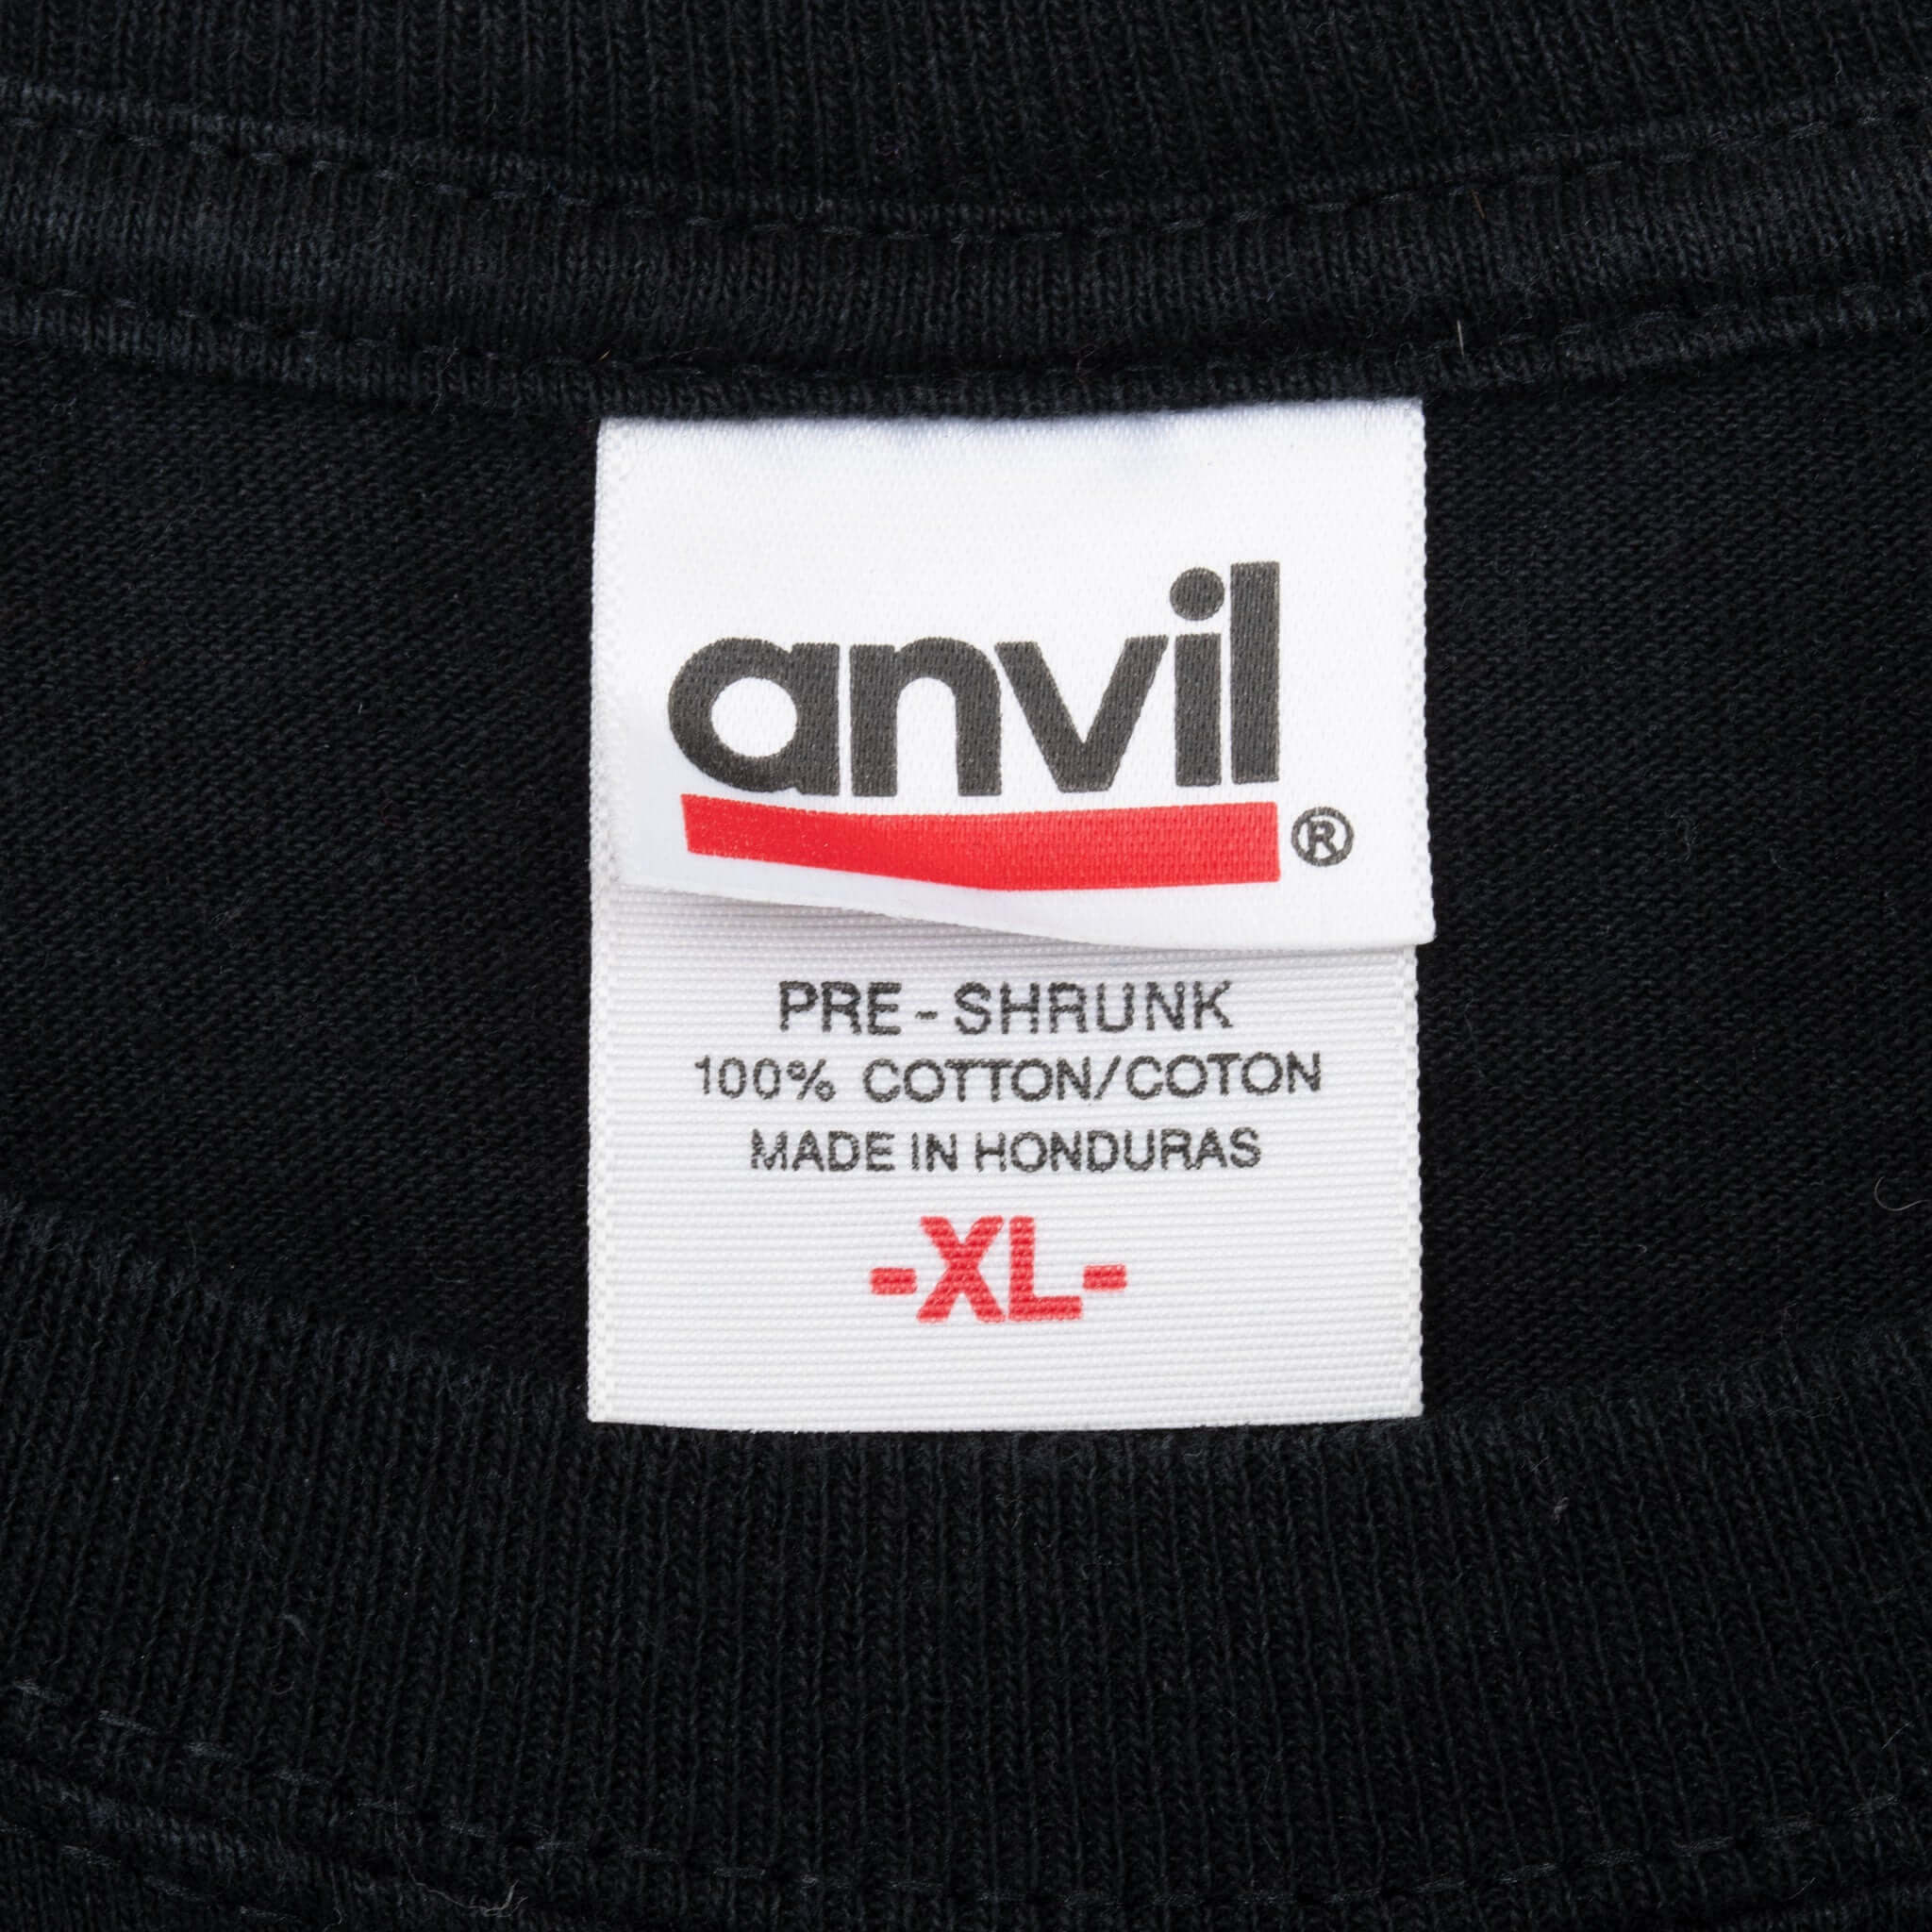 anvil
®
PRE-SHRUNK
100% COTTON/COTON
MADE IN HONDURAS
-XL-